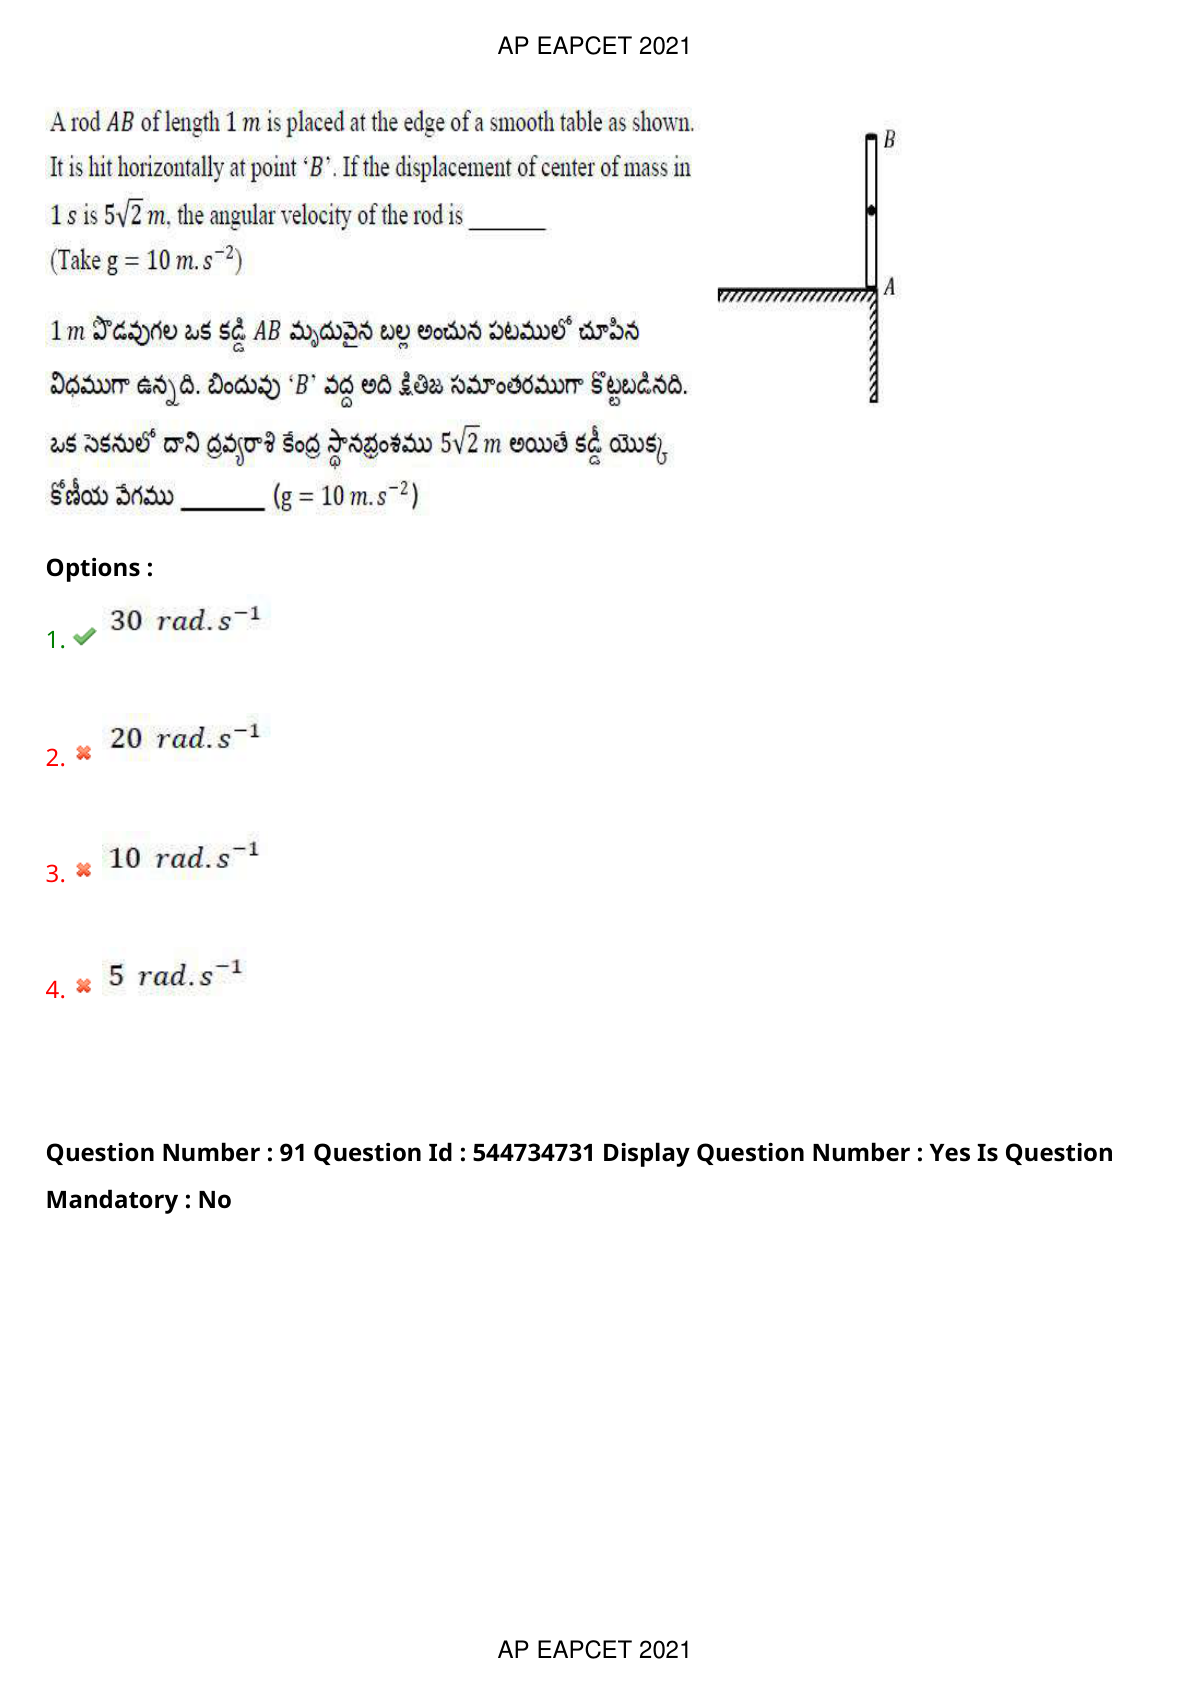 AP EAPCET 2021
A rod AB of length 1 m is placed at the edge of a smooth table as shown.
It is hit horizontally at point ‘B’. If the displacement of center of mass in
1 s is 5√2 m, the angular velocity of the rod is ______
(Take g = 10 m.s⁻²)
B
A
1 m పొడవుగల ఒక కడ్డి AB మృదువైన బల్ల అంచున పటములో చూపిన
విధముగా ఉన్నది. బిందువు ‘B’ వద్ద అది క్షితిజ సమాంతరముగా కొట్టబడినది.
ఒక సెకనులో దాని ద్రవ్యరాశి కేంద్ర స్థానభ్రంశము 5√2 m అయితే కడ్డీ యొక్క
కోణీయ వేగము ______ (g = 10 m.s⁻²)
Options :
1. 30 rad.s⁻¹
2. 20 rad.s⁻¹
3. 10 rad.s⁻¹
4. 5 rad.s⁻¹
Question Number : 91 Question Id : 544734731 Display Question Number : Yes Is Question
Mandatory : No
AP EAPCET 2021